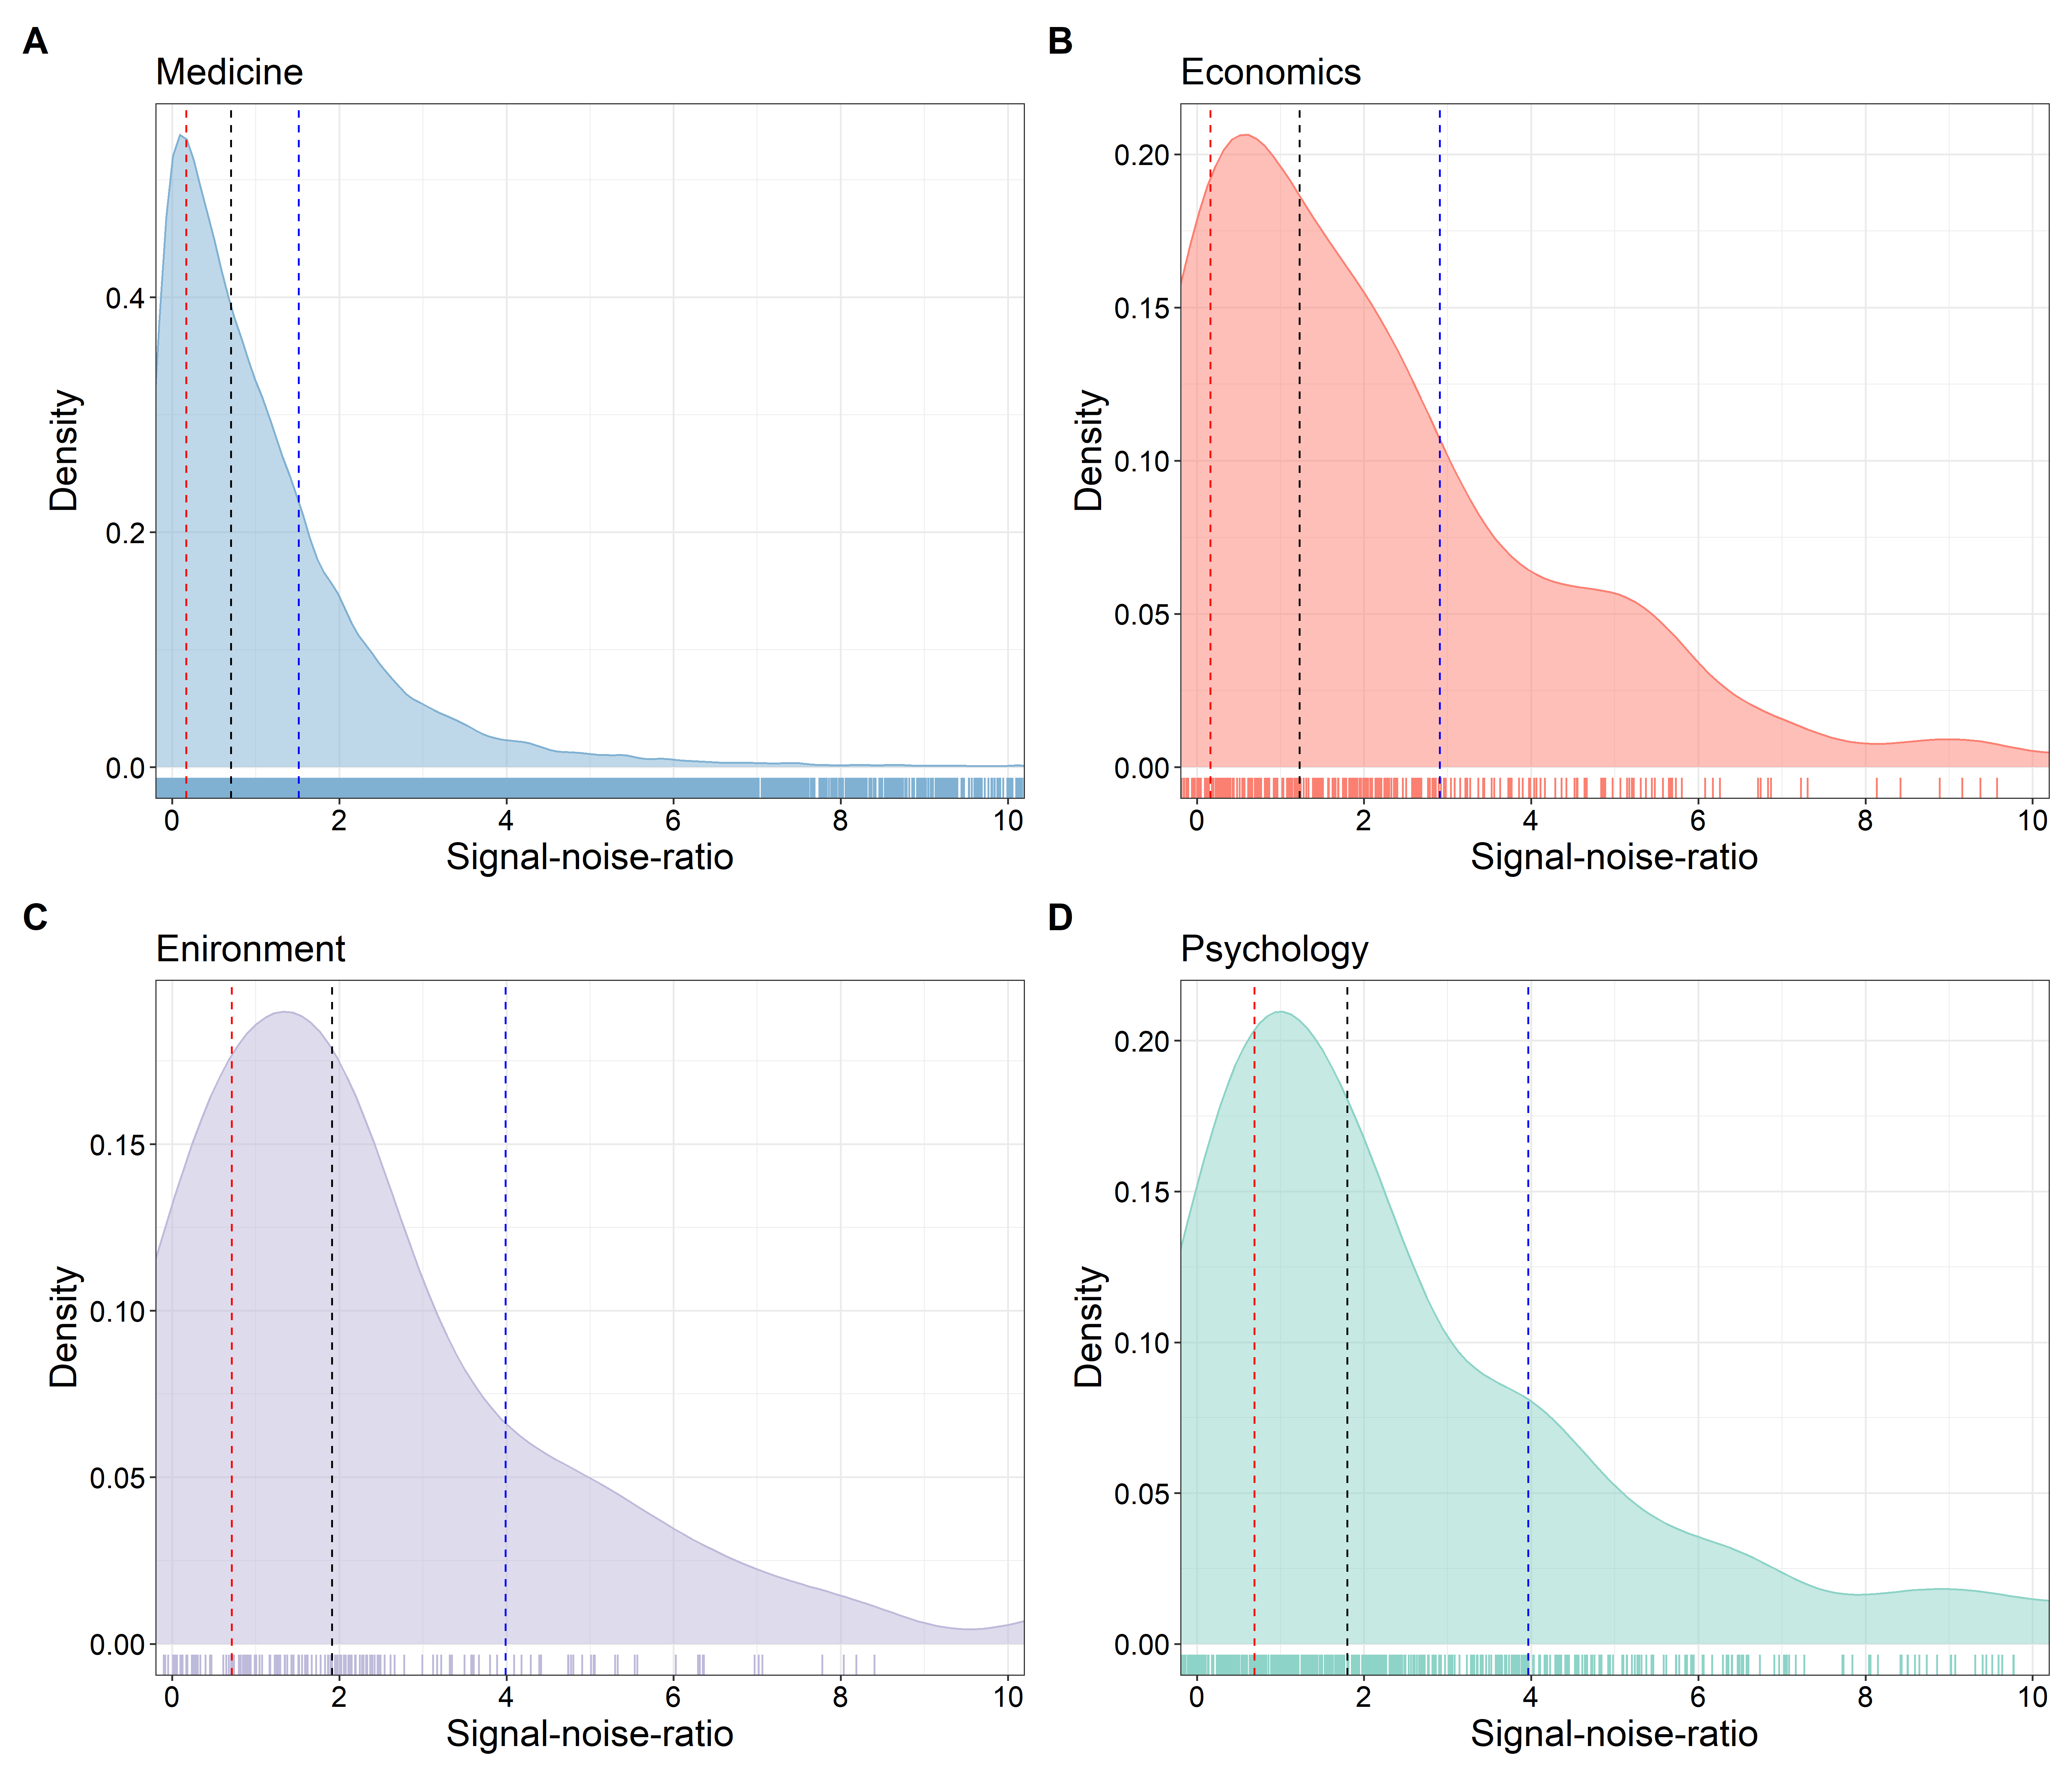 A
Medicine
Density
0.4
0.2
0.0
0 2 4 6 8 10
Signal-noise-ratio
B
Economics
Density
0.20
0.15
0.10
0.05
0.00
0 2 4 6 8 10
Signal-noise-ratio
C
Enironment
Density
0.15
0.10
0.05
0.00
0 2 4 6 8 10
Signal-noise-ratio
D
Psychology
Density
0.20
0.15
0.10
0.05
0.00
0 2 4 6 8 10
Signal-noise-ratio